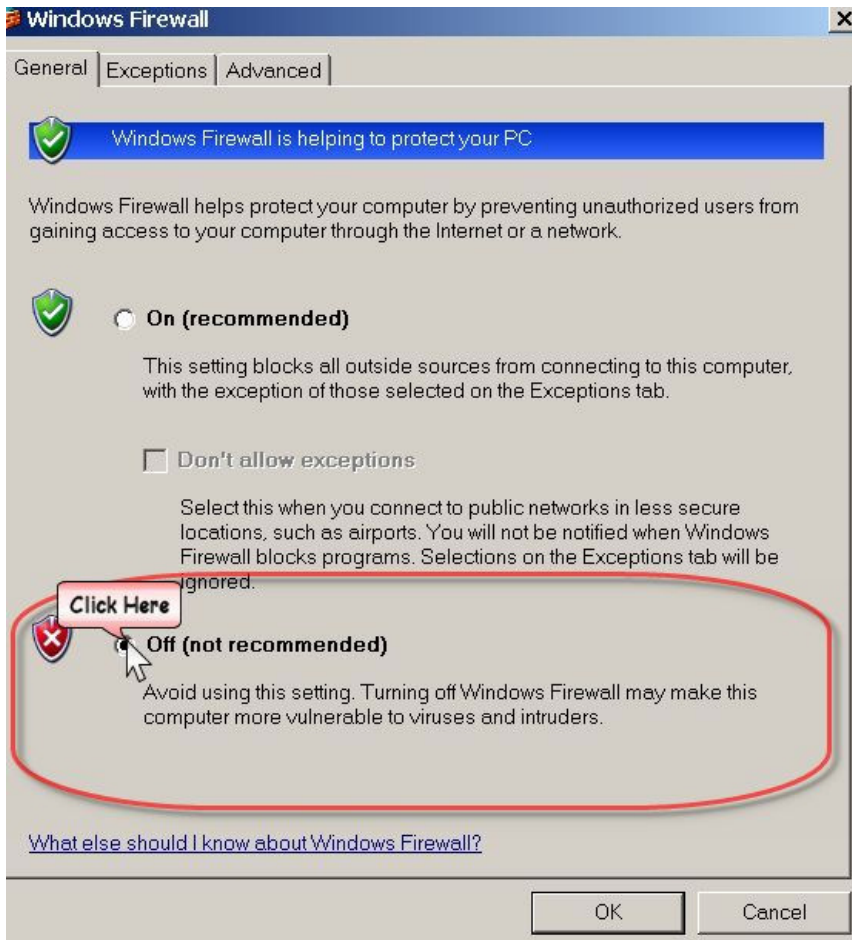 Windows Firewall
General
Exceptions
Advanced
Windows Firewall is helping to protect your PC
Windows Firewall helps protect your computer by preventing unauthorized users from
gaining access to your computer through the Internet or a network.
On (recommended)
This setting blocks all outside sources from connecting to this computer,
with the exception of those selected on the Exceptions tab.
Don't allow exceptions
Select this when you connect to public networks in less secure
locations, such as airports. You will not be notified when Windows
Firewall blocks programs. Selections on the Exceptions tab will be
ignored.
Click Here
Off (not recommended)
Avoid using this setting. Turning off Windows Firewall may make this
computer more vulnerable to viruses and intruders.
What else should I know about Windows Firewall?
OK
Cancel